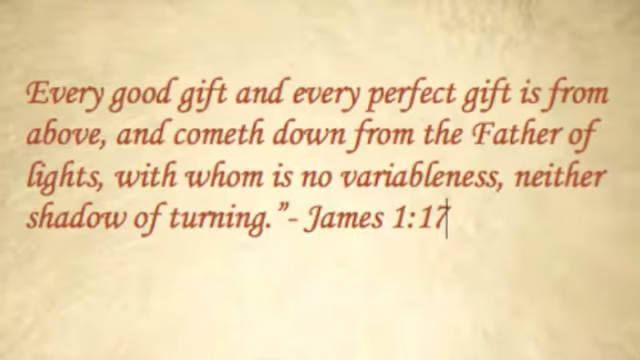 Every good gift and every perfect gift is from
above, and cometh down from the Father of
lights, with whom is no variableness, neither
shadow of turning.”- James 1:17